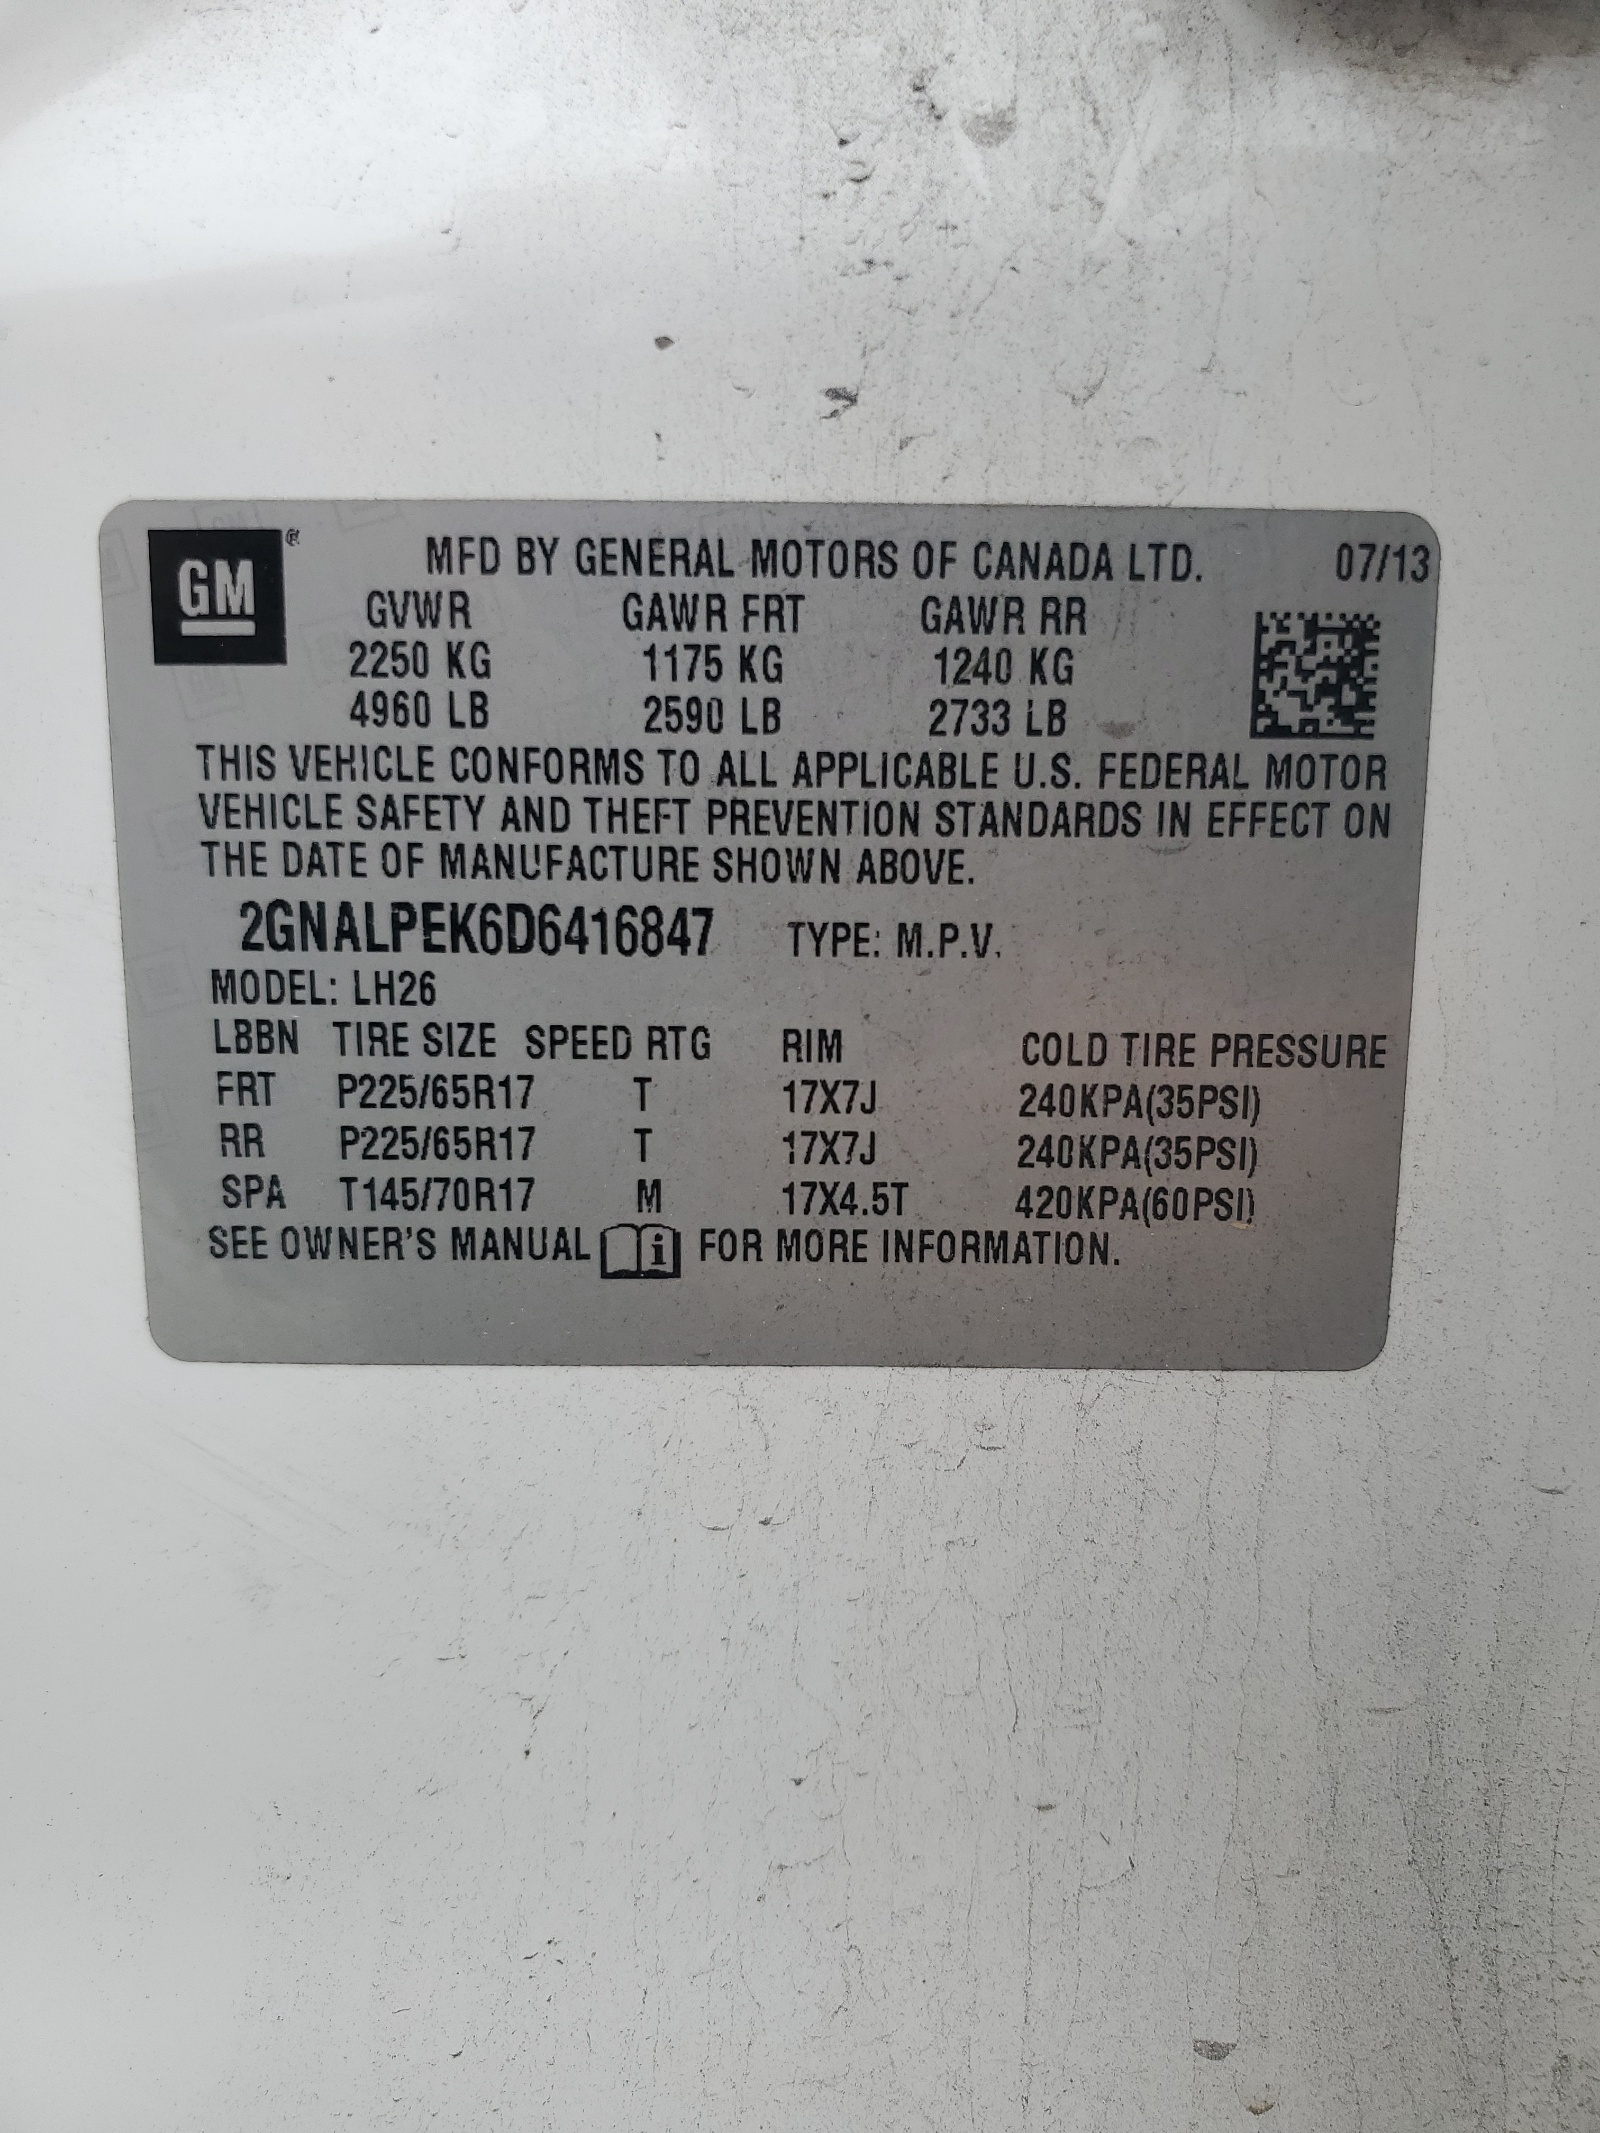 GM® MFD BY GENERAL MOTORS OF CANADA LTD. 07/13
GVWR GAWR FRT GAWR RR
2250 KG 1175 KG 1240 KG
4960 LB 2590 LB 2733 LB
THIS VEHICLE CONFORMS TO ALL APPLICABLE U.S. FEDERAL MOTOR
VEHICLE SAFETY AND THEFT PREVENTION STANDARDS IN EFFECT ON
THE DATE OF MANUFACTURE SHOWN ABOVE.
2GNALPEK6D6416847 TYPE: M.P.V.
MODEL: LH26
LBBN TIRE SIZE SPEED RTG RIM COLD TIRE PRESSURE
FRT P225/65R17 T 17X7J 240KPA(35PSI)
RR P225/65R17 T 17X7J 240KPA(35PSI)
SPA T145/70R17 M 17X4.5T 420KPA(60PSI)
SEE OWNER'S MANUAL i FOR MORE INFORMATION.